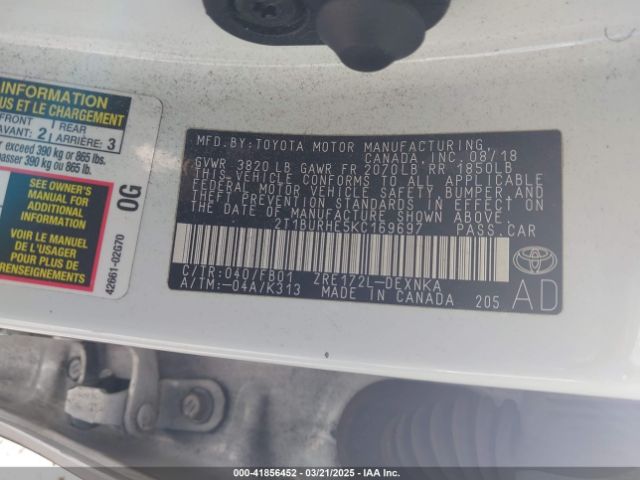 INFORMATION
US ET LE CHARGEMENT
FRONT
AVANT: 2
REAR
ARRIÈRE: 3
r exceed 390 kg or 865 lbs.
passer 390 kg ou 865 lb.
SEE OWNER'S
MANUAL FOR
ADDITIONAL
INFORMATION
VOIR LE MANUEL
DE L'USAGER POUR
PLUS DE
RENSEIGNEMENTS
0G
42661-02G70
MFD.BY:TOYOTA MOTOR MANUFACTURING
CANADA,INC. 08/18
GVWR 3820 LB GAWR FR 2070LB RR 1850LB
THIS VEHICLE CONFORMS TO ALL APPLICABLE
FEDERAL MOTOR VEHICLE SAFETY, BUMPER,AND
THEFT PREVENTION STANDARDS IN EFFECT ON
THE DATE OF MANUFACTURE SHOWN ABOVE.
2T1BURHE5KC169697 PASS.CAR
C/TR:040/FB01 ZRE172L-DEXNKA
A/TM:-04A/K313 MADE IN CANADA 205
TOYOTA
AD
000-41856452 / 03/21/2025 / IAA, Inc.